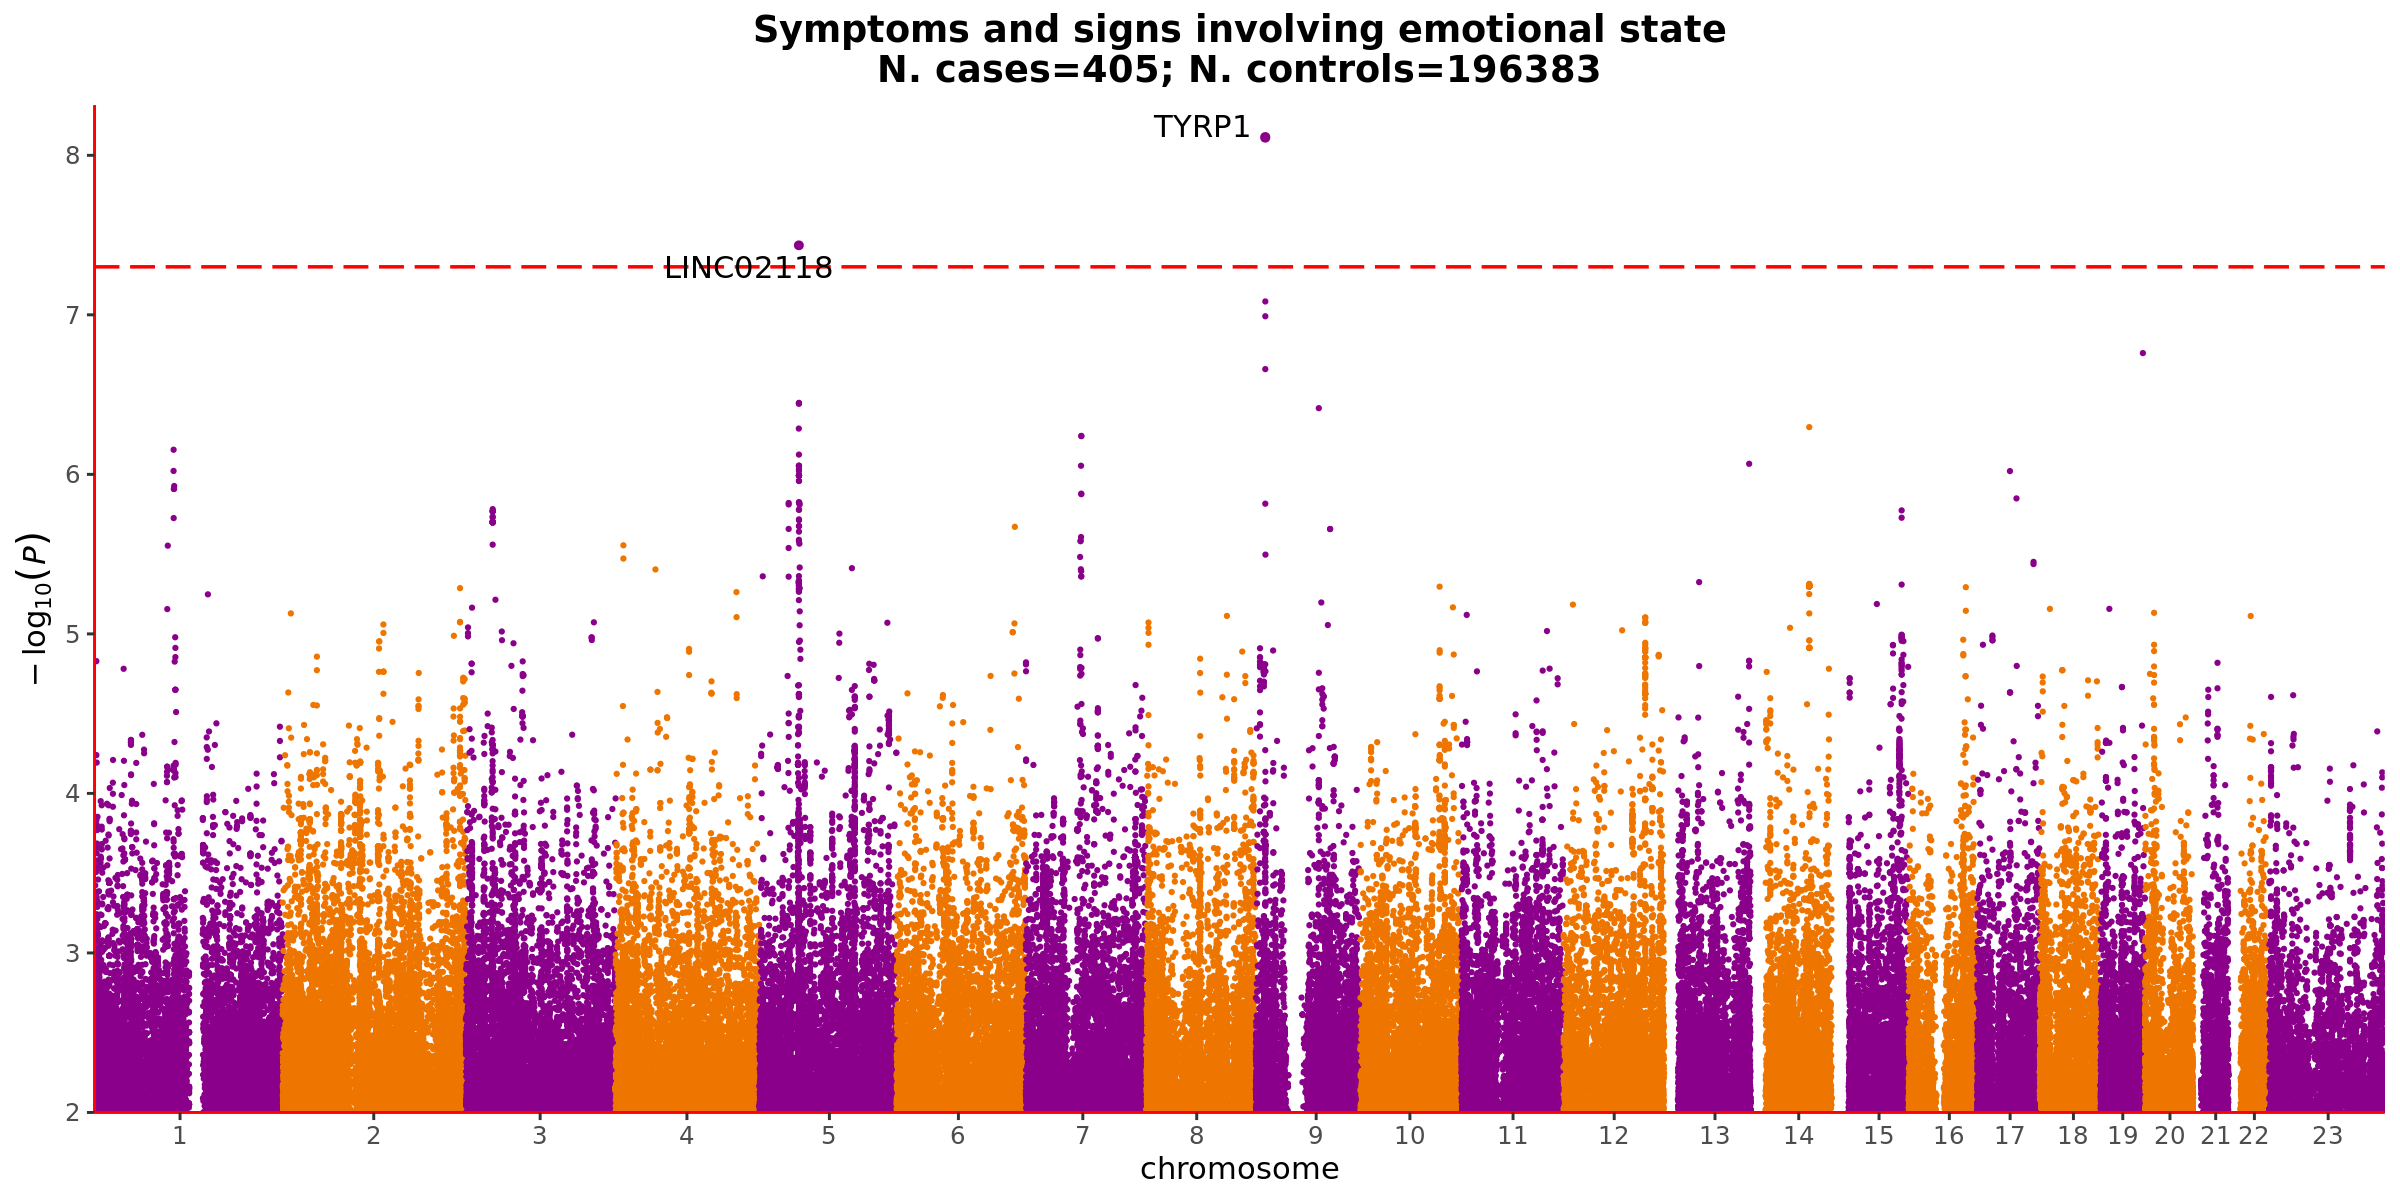 Symptoms and signs involving emotional state
N. cases=405; N. controls=196383
TYRP1
LINC02118
8
7
6
5
4
3
2
−log10(P)
1 2 3 4 5 6 7 8 9 10 11 12 13 14 15 16 17 18 19 20 21 22 23
chromosome